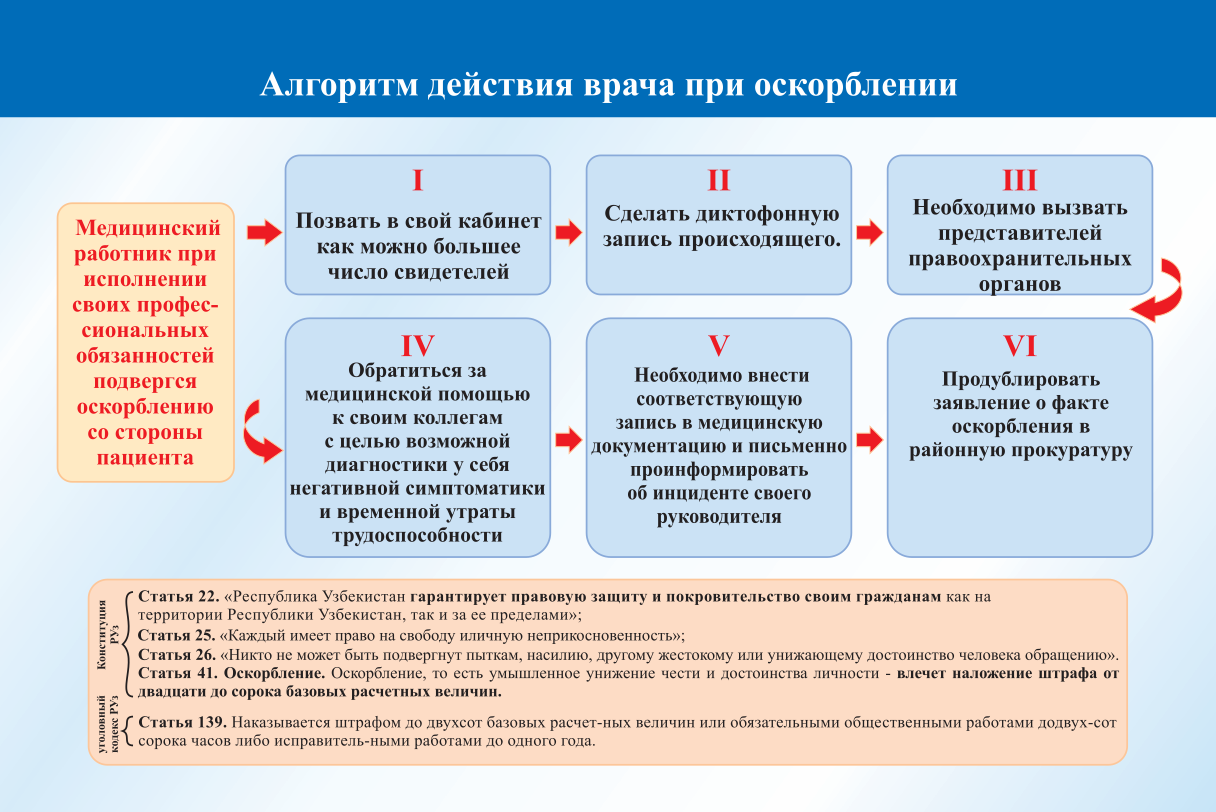 Алгоритм действия врача при оскорблении
Медицинский
работник при
исполнении
своих профес-
сиональных
обязанностей
подвергся
оскорблению
со стороны
пациента
I
Позвать в свой кабинет
как можно большее
число свидетелей
II
Сделать диктофонную
запись происходящего.
III
Необходимо вызвать
представителей
правоохранительных
органов
IV
Обратиться за
медицинской помощью
к своим коллегам
с целью возможной
диагностики у себя
негативной симптоматики
и временной утраты
трудоспособности
V
Необходимо внести
соответствующую
запись в медицинскую
документацию и письменно
проинформировать
об инциденте своего
руководителя
VI
Продублировать
заявление о факте
оскорбления в
районную прокуратуру
Конституция
РУз
Статья 22. «Республика Узбекистан гарантирует правовую защиту и покровительство своим гражданам как на
территории Республики Узбекистан, так и за ее пределами»;
Статья 25. «Каждый имеет право на свободу иличную неприкосновенность»;
Статья 26. «Никто не может быть подвергнут пыткам, насилию, другому жестокому или унижающему достоинство человека обращению».
Статья 41. Оскорбление. Оскорбление, то есть умышленное унижение чести и достоинства личности - влечет наложение штрафа от
двадцати до сорока базовых расчетных величин.
уголовный
кодекс РУз
Статья 139. Наказывается штрафом до двухсот базовых расчет-ных величин или обязательными общественными работами додвух-сот
сорока часов либо исправитель-ными работами до одного года.